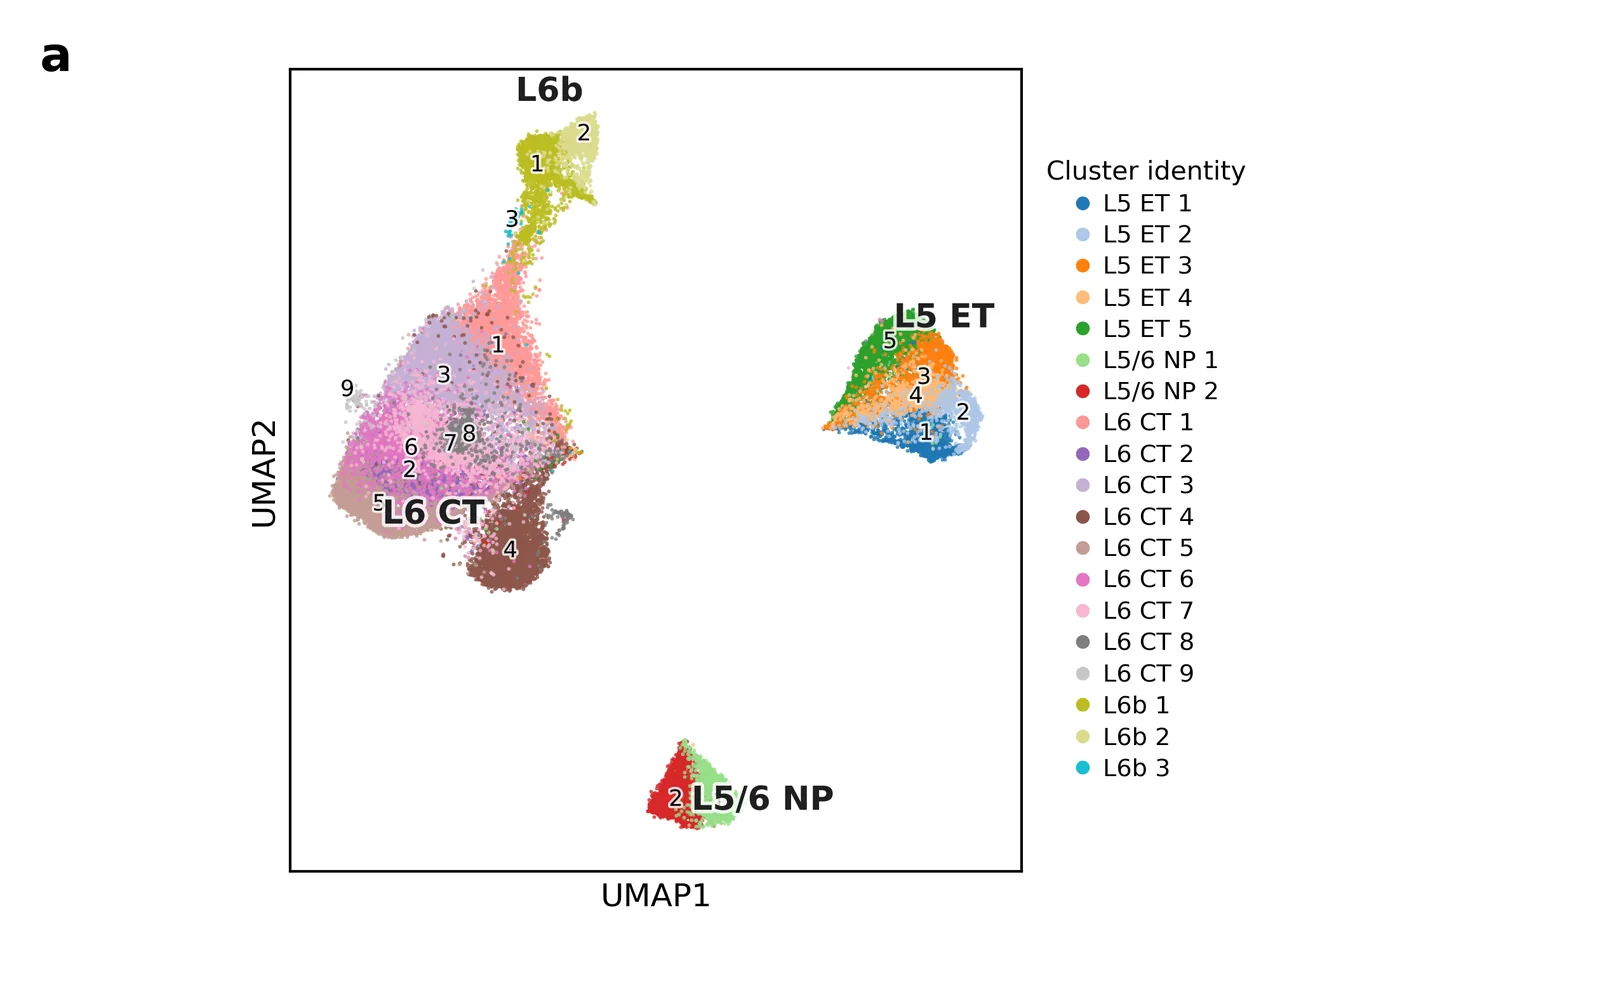 a
L6b
2
1
3
L5 ET
5
1
3
3
9
4
2
1
8
7
6
2
5
L6 CT
4
2
L5/6 NP
UMAP1
UMAP2
Cluster identity
L5 ET 1
L5 ET 2
L5 ET 3
L5 ET 4
L5 ET 5
L5/6 NP 1
L5/6 NP 2
L6 CT 1
L6 CT 2
L6 CT 3
L6 CT 4
L6 CT 5
L6 CT 6
L6 CT 7
L6 CT 8
L6 CT 9
L6b 1
L6b 2
L6b 3